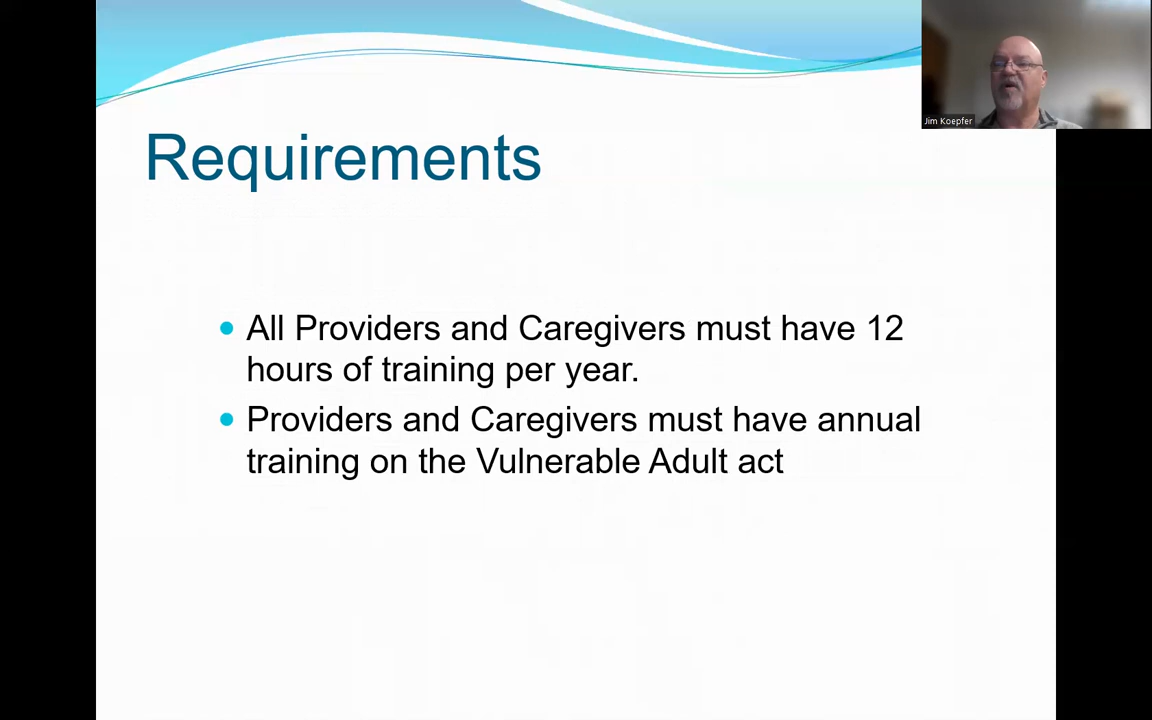 Jim Koepfer
Requirements
• All Providers and Caregivers must have 12
hours of training per year.
• Providers and Caregivers must have annual
training on the Vulnerable Adult act